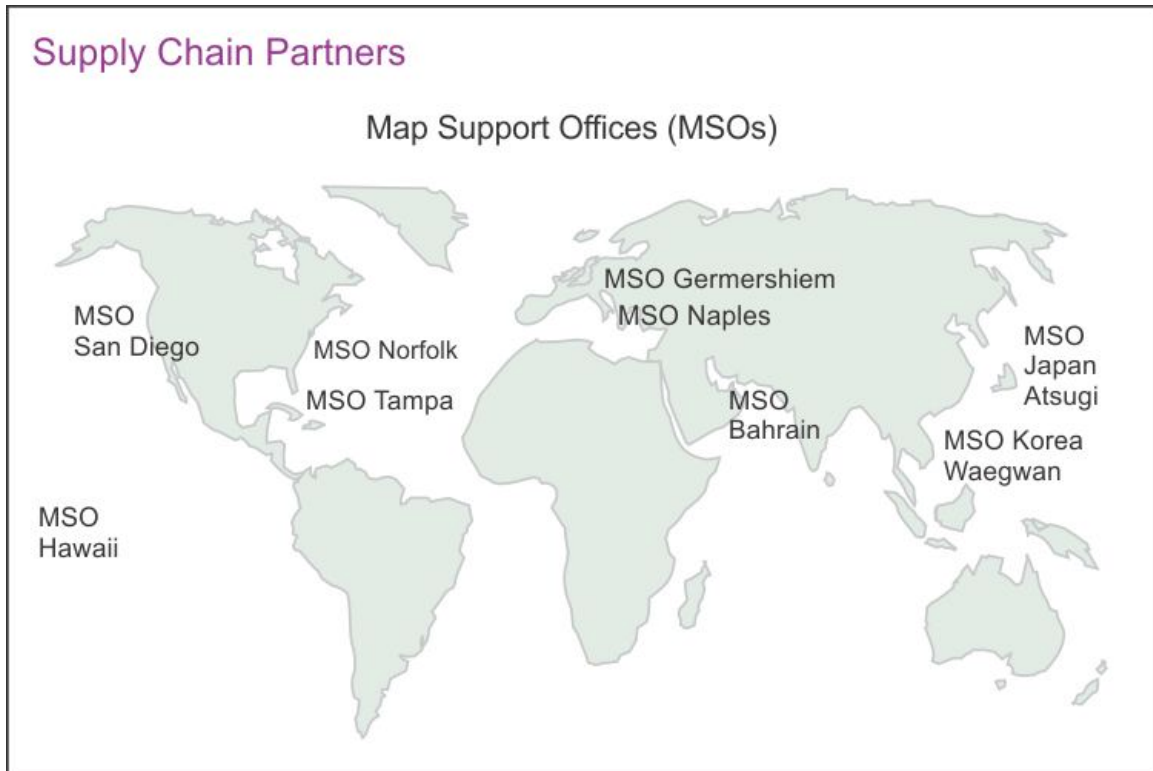 Supply Chain Partners
Map Support Offices (MSOs)
MSO Germershiem
MSO Naples
MSO
San Diego
MSO Norfolk
MSO Tampa
MSO
Japan
Atsugi
MSO
Bahrain
MSO Korea
Waegwan
MSO
Hawaii